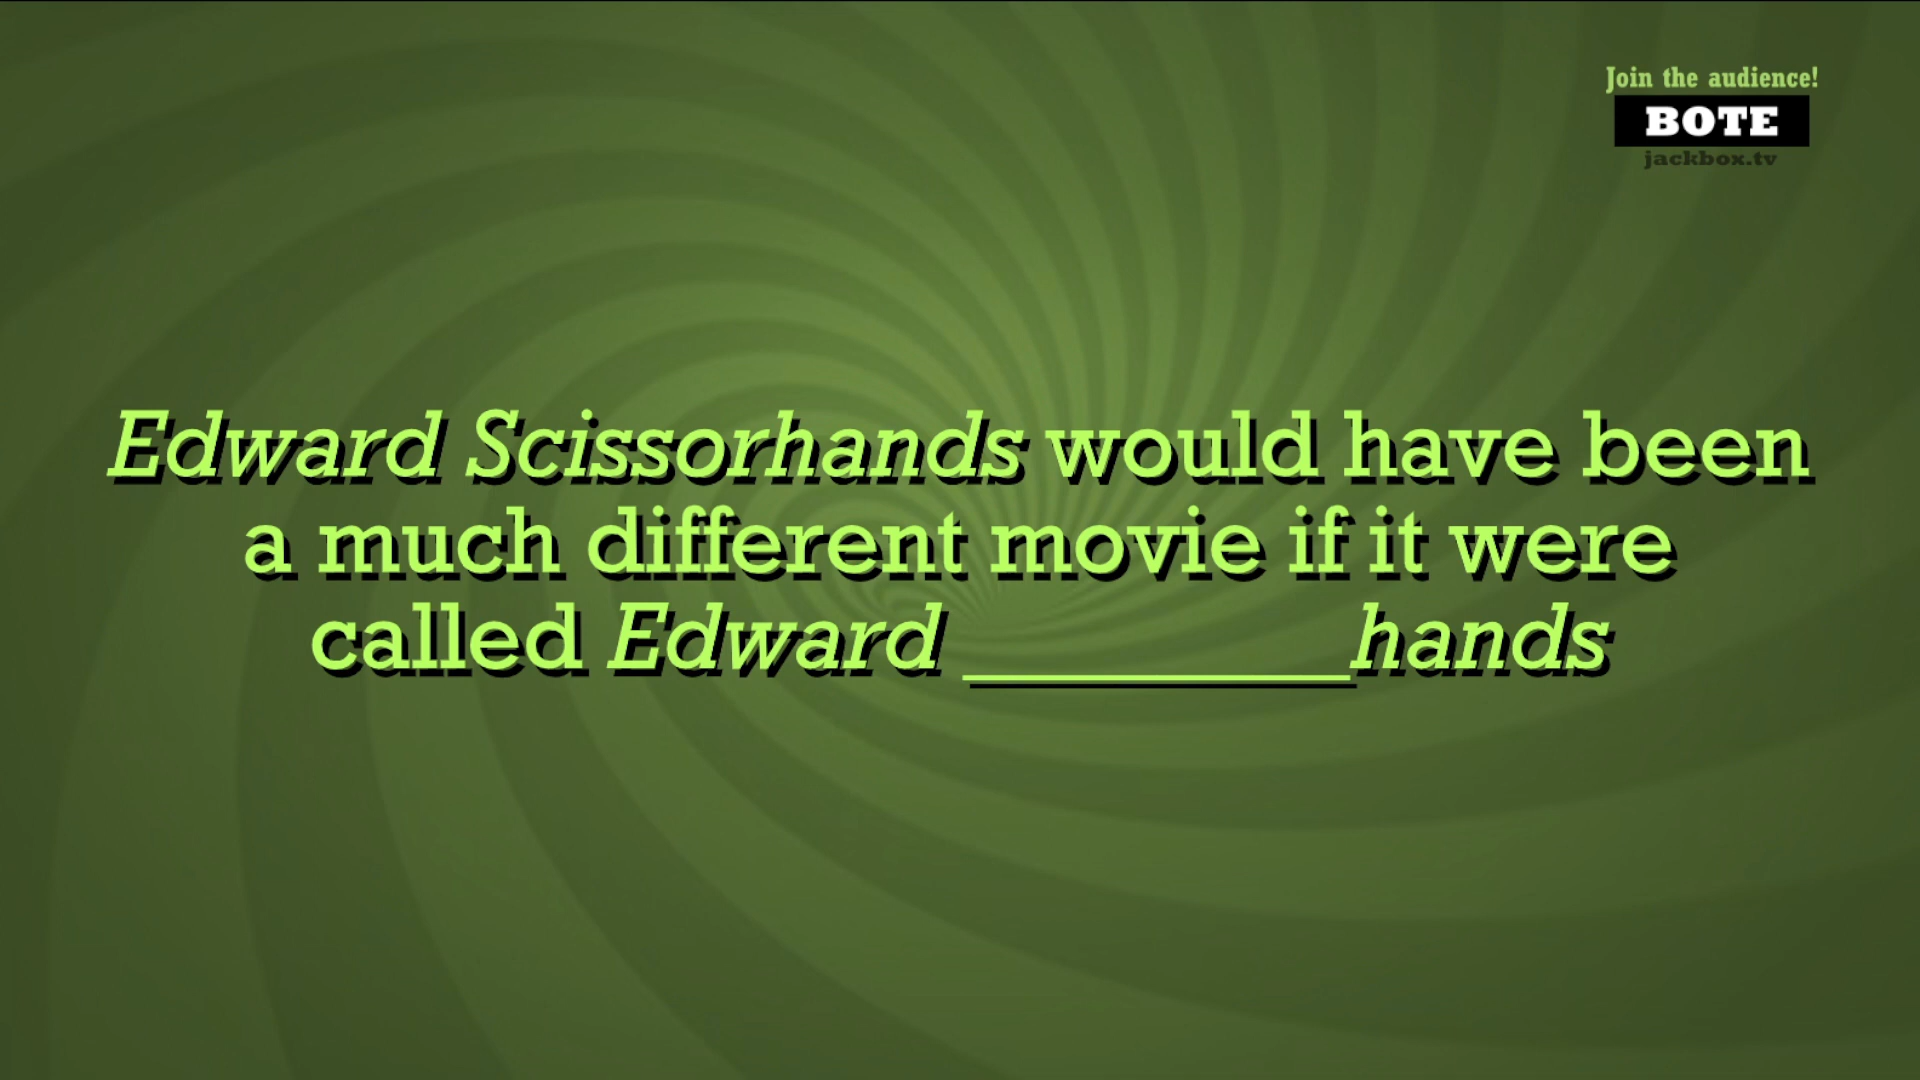 Join the audience!
BOTE
jackbox.tv
Edward Scissorhands would have been
a much different movie if it were
called Edward __________hands